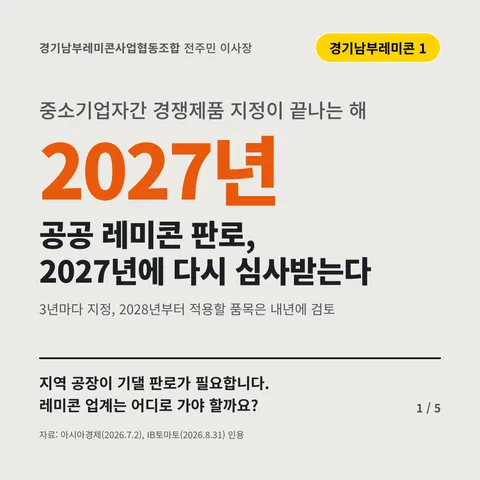 경기남부레미콘사업협동조합 전주민 이사장
경기남부레미콘 1
중소기업자간 경쟁제품 지정이 끝나는 해
2027년
공공 레미콘 판로,
2027년에 다시 심사받는다
3년마다 지정, 2028년부터 적용할 품목은 내년에 검토
지역 공장이 기댈 판로가 필요합니다.
레미콘 업계는 어디로 가야 할까요?
1 / 5
자료: 아시아경제(2026.7.2), IB토마토(2026.8.31) 인용